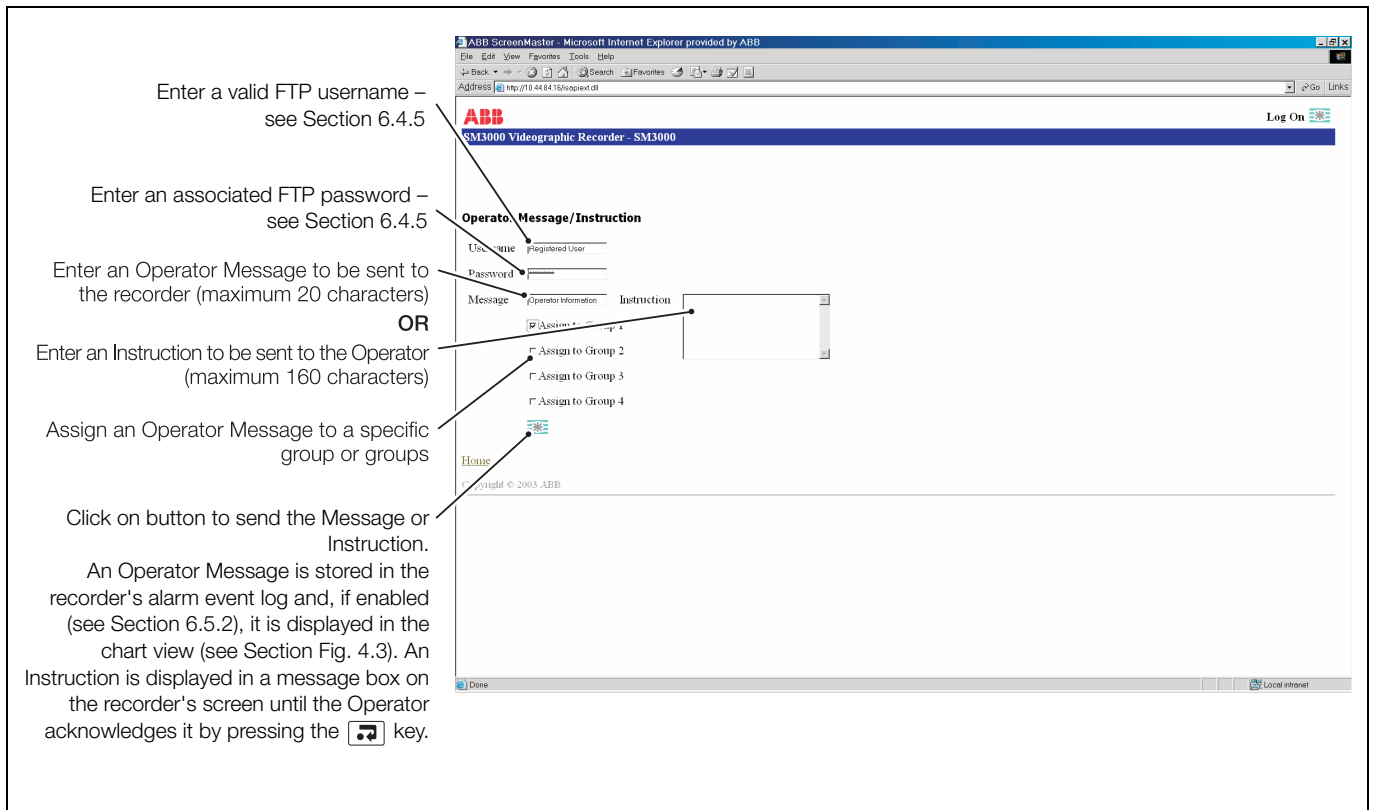 Enter a valid FTP username –
see Section 6.4.5
Enter an associated FTP password –
see Section 6.4.5
Enter an Operator Message to be sent to
the recorder (maximum 20 characters)
OR
Enter an Instruction to be sent to the Operator
(maximum 160 characters)
Assign an Operator Message to a specific
group or groups
Click on button to send the Message or
Instruction.
An Operator Message is stored in the
recorder's alarm event log and, if enabled
(see Section 6.5.2), it is displayed in the
chart view (see Section Fig. 4.3). An
Instruction is displayed in a message box on
the recorder's screen until the Operator
acknowledges it by pressing the key.
ABB ScreenMaster - Microsoft Internet Explorer provided by ABB
File Edit View Favorites Tools Help
Back Search Favorites
Address http://10.44.84.16/isapiext.dll Go Links
ABB Log On
SM3000 Videographic Recorder - SM3000
Operator Message/Instruction
Username Registered User
Password ********
Message Operator Information Instruction
Assign to Group 1
Assign to Group 2
Assign to Group 3
Assign to Group 4
Home
Copyright © 2003 ABB
Done Local intranet